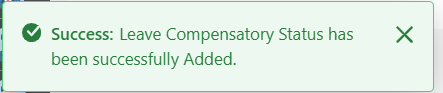 Success: Leave Compensatory Status has
been successfully Added.